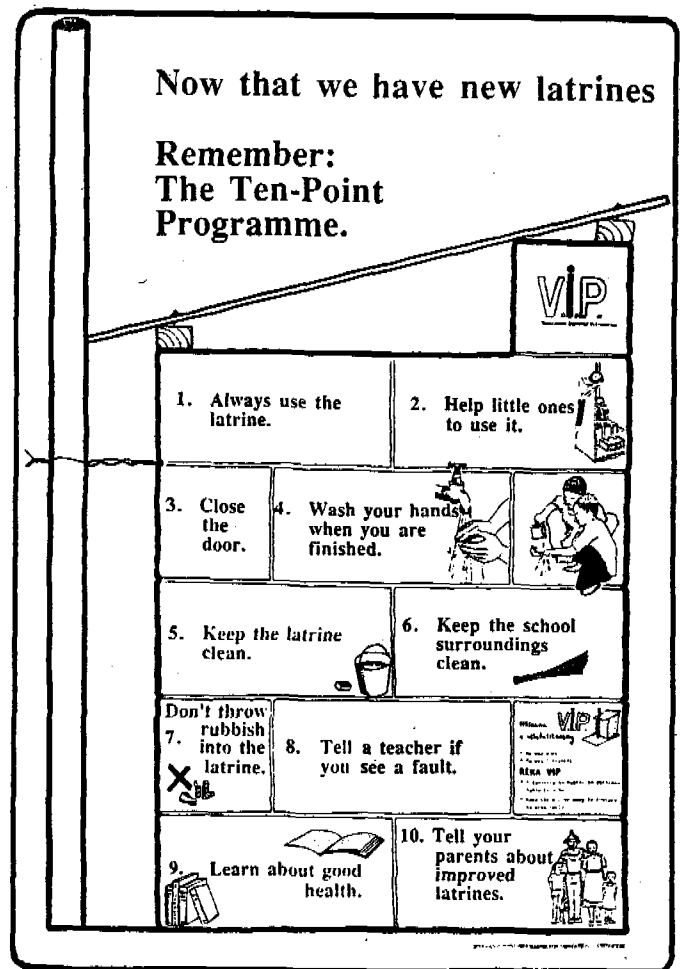 Now that we have new latrines
Remember:
The Ten-Point
Programme.
V.I.P.
1. Always use the
latrine.
2. Help little ones
to use it.
3. Close
the
door.
4. Wash your hands
when you are
finished.
5. Keep the latrine
clean.
6. Keep the school
surroundings
clean.
Don't throw
7. rubbish
into the
latrine.
8. Tell a teacher if
you see a fault.
VIP
REKA VIP
9. Learn about good
health.
10. Tell your
parents about
improved
latrines.